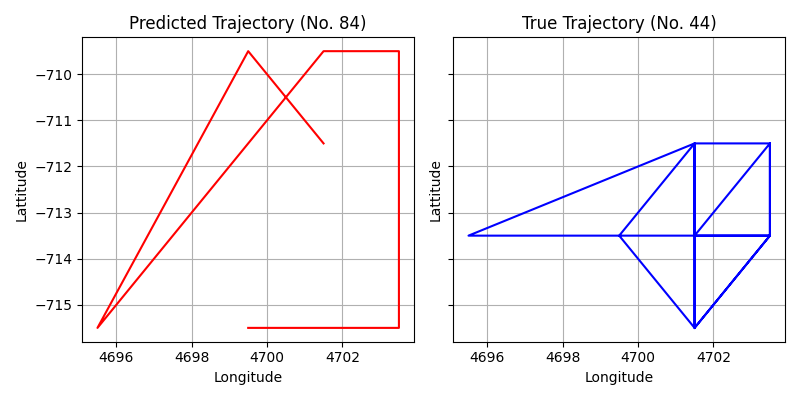 Predicted Trajectory (No. 84)
True Trajectory (No. 44)
Lattitude
−710
−711
−712
−713
−714
−715
4696
4698
4700
4702
Longitude
Lattitude
4696
4698
4700
4702
Longitude